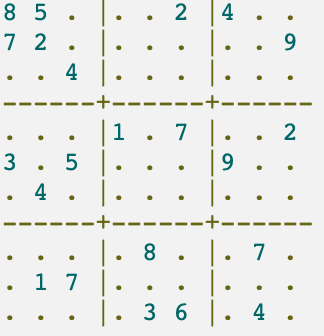 8 5 . | . . 2 | 4 . .
7 2 . | . . . | . . 9
. . 4 | . . . | . . .
------+-------+------
. . . | 1 . 7 | . . 2
3 . 5 | . . . | 9 . .
. 4 . | . . . | . . .
------+-------+------
. . . | . 8 . | . 7 .
. 1 7 | . . . | . . .
. . . | . 3 6 | . 4 .